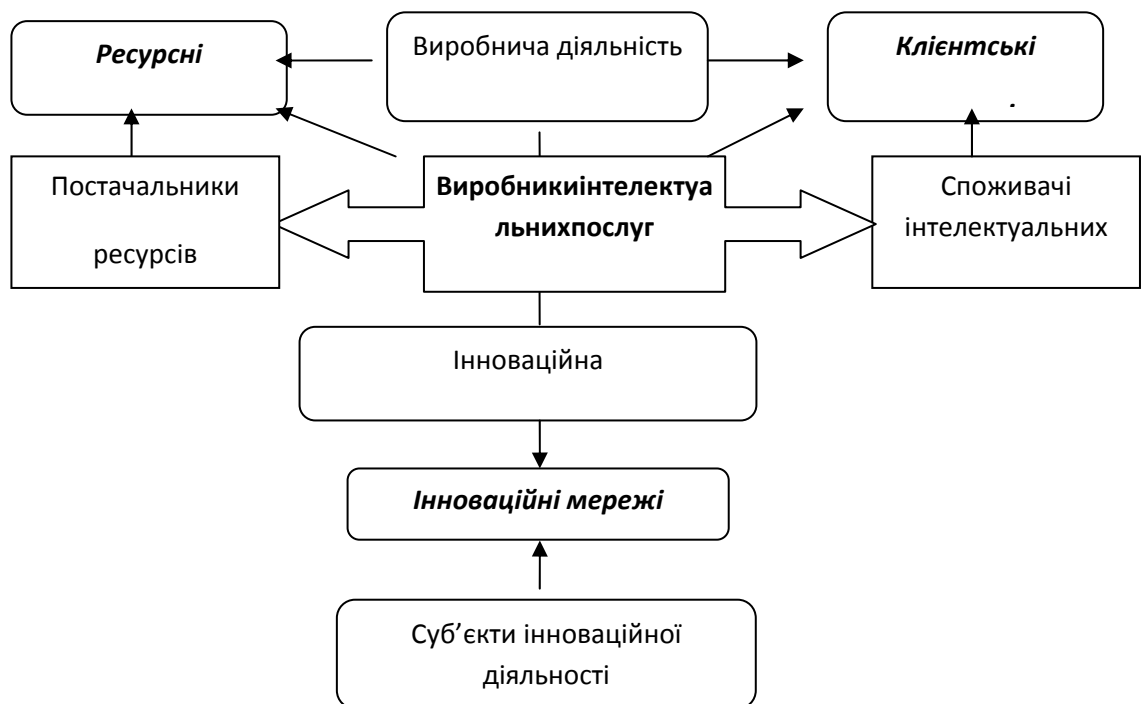 Ресурсні
Виробнича діяльність
Клієнтські
Постачальники
ресурсів
Виробникиінтелектуа
льнихпослуг
Споживачі
інтелектуальних
Інноваційна
Інноваційні мережі
Суб’єкти інноваційної
діяльності